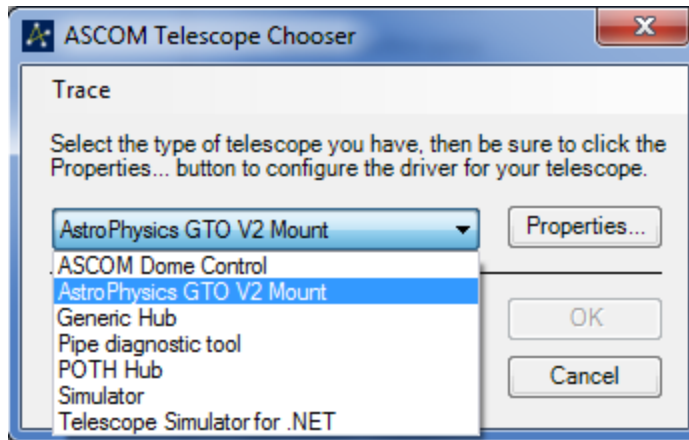 ASCOM Telescope Chooser
Trace
Select the type of telescope you have, then be sure to click the
Properties... button to configure the driver for your telescope.
AstroPhysics GTO V2 Mount
Properties...
ASCOM Dome Control
AstroPhysics GTO V2 Mount
Generic Hub
Pipe diagnostic tool
POTH Hub
Simulator
Telescope Simulator for .NET
OK
Cancel